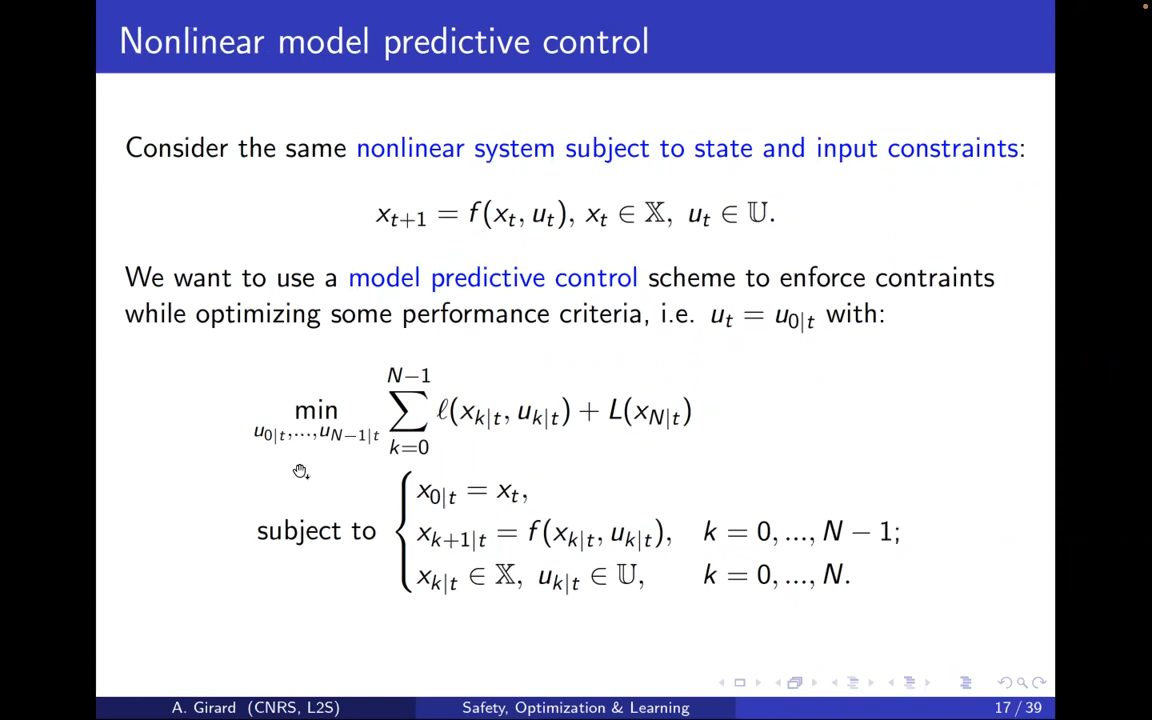 Nonlinear model predictive control
Consider the same nonlinear system subject to state and input constraints:
x_{t+1} = f(x_t, u_t), x_t ∈ 𝕏, u_t ∈ 𝕌.
We want to use a model predictive control scheme to enforce contraints
while optimizing some performance criteria, i.e. u_t = u_{0|t} with:
min_{u_{0|t},...,u_{N−1|t}} ∑_{k=0}^{N−1} ℓ(x_{k|t}, u_{k|t}) + L(x_{N|t})
subject to
x_{0|t} = x_t,
x_{k+1|t} = f(x_{k|t}, u_{k|t}), k = 0, ..., N − 1;
x_{k|t} ∈ 𝕏, u_{k|t} ∈ 𝕌, k = 0, ..., N.
A. Girard (CNRS, L2S) Safety, Optimization & Learning 17 / 39